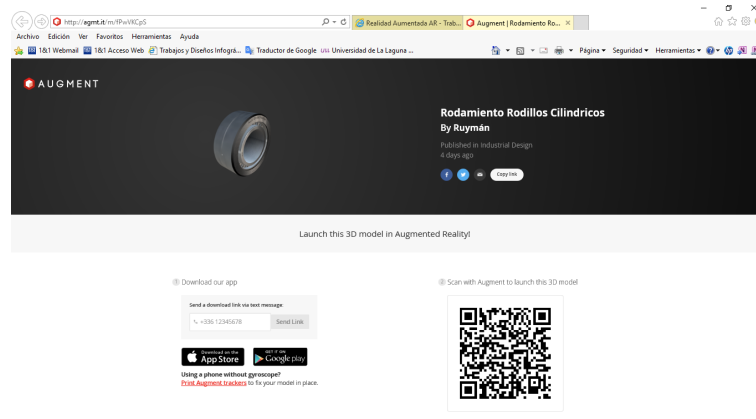 http://agmt.it/m/fPwVKCpS
Realidad Aumentada AR - Trab...
Augment | Rodamiento Ro...
Archivo Edición Ver Favoritos Herramientas Ayuda
1&1 Webmail 1&1 Acceso Web Trabajos y Diseños Infográ... Traductor de Google ULL Universidad de La Laguna ...
Página Seguridad Herramientas
AUGMENT
Rodamiento Rodillos Cilindricos
By Ruymán
Published in Industrial Design
4 days ago
Copy link
Launch this 3D model in Augmented Reality!
1 Download our app
Send a download link via text message
+336 12345678 Send Link
Download on the App Store
GET IT ON Google play
Using a phone without gyroscope?
Print Augment trackers to fix your model in place.
2 Scan with Augment to launch this 3D model